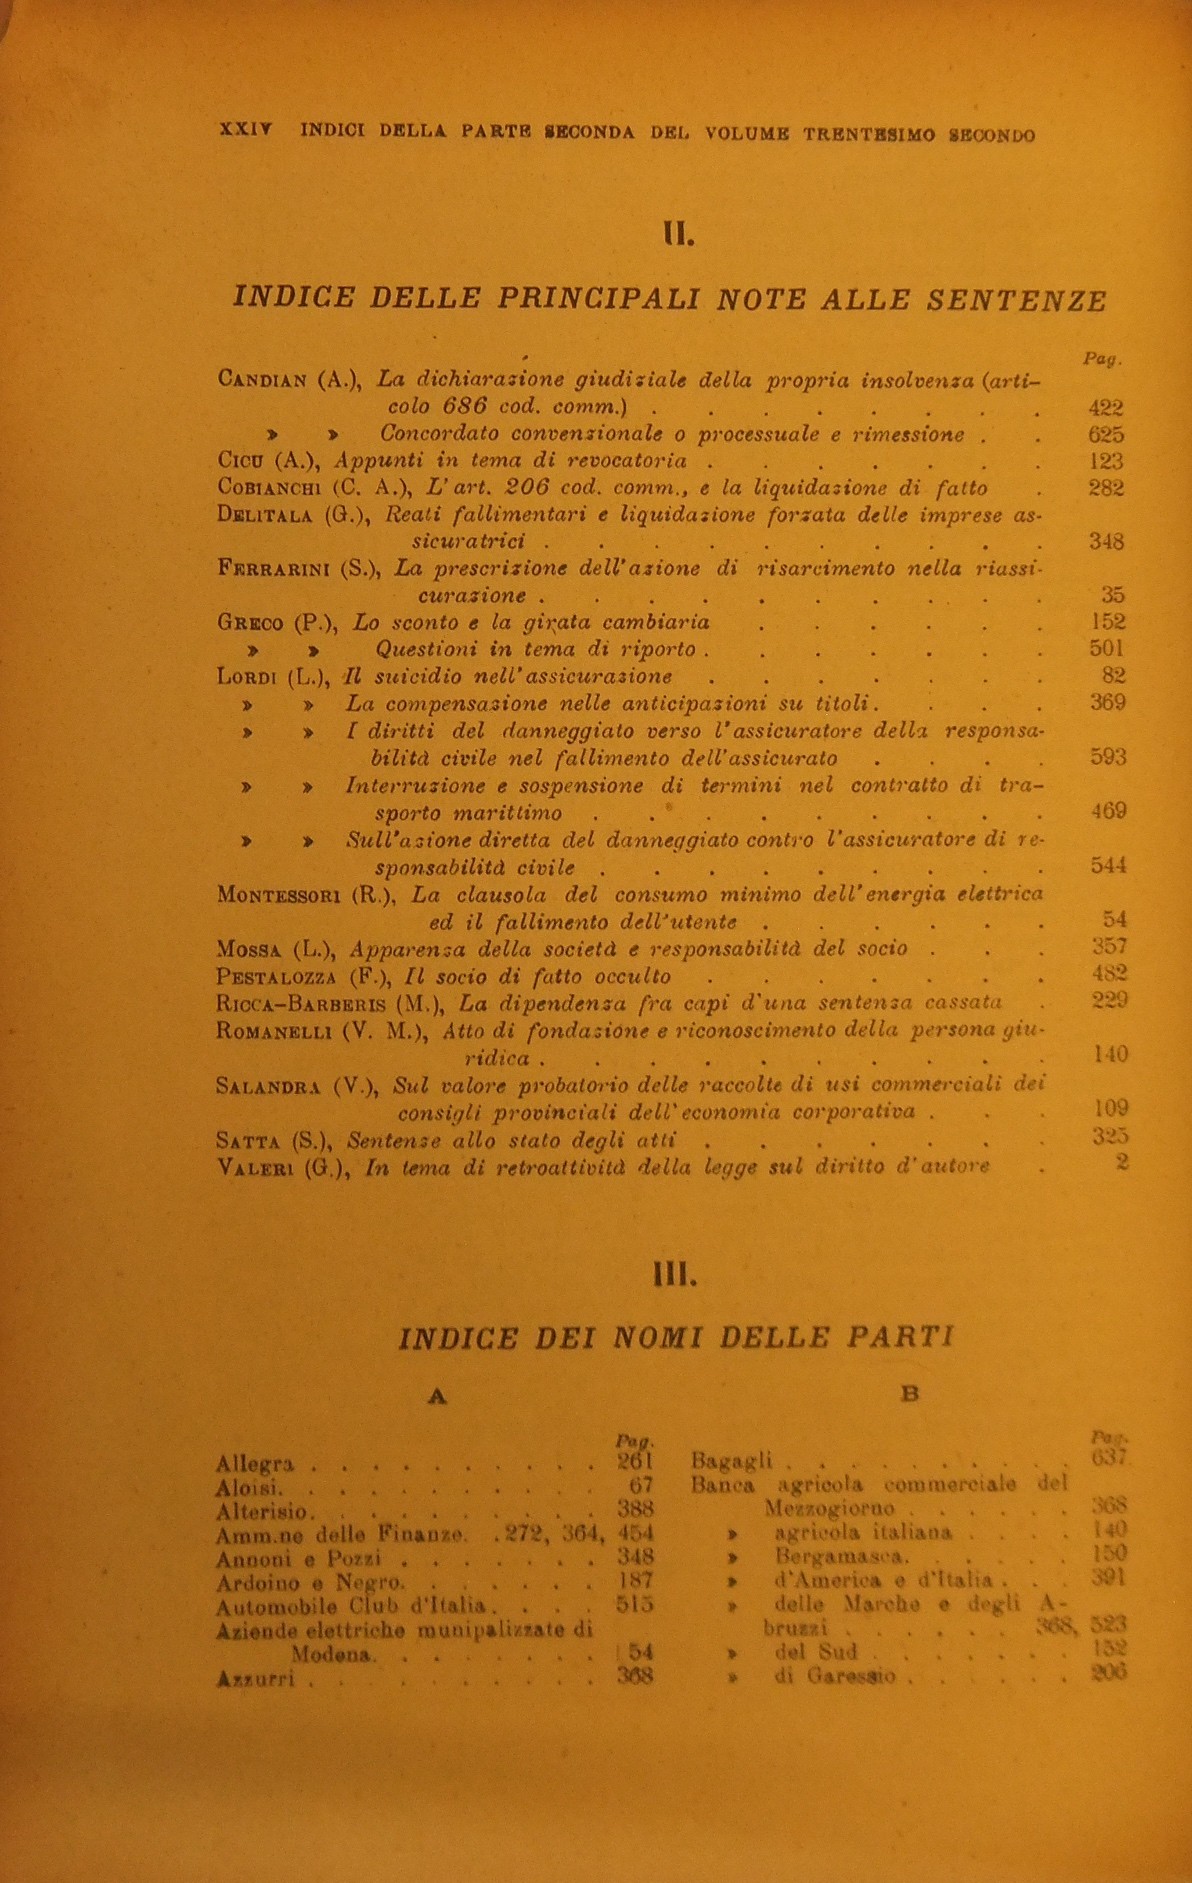 XXIV INDICI DELLA PARTE SECONDA DEL VOLUME TRENTESIMO SECONDO
II.
INDICE DELLE PRINCIPALI NOTE ALLE SENTENZE
Pag.
CANDIAN (A.), La dichiarazione giudiziale della propria insolvenza (arti-
colo 686 cod. comm.) . . . . . . . . 422
» » Concordato convenzionale o processuale e rimessione . . 625
CICU (A.), Appunti in tema di revocatoria . . . . . . . 123
COBIANCHI (C. A.), L'art. 206 cod. comm., e la liquidazione di fatto . 282
DELITALA (G.), Reati fallimentari e liquidazione forzata delle imprese as-
sicuratrici . . . . . . . . . . 348
FERRARINI (S.), La prescrizione dell'azione di risarcimento nella riassi-
curazione . . . . . . . . . . 35
GRECO (P.), Lo sconto e la girata cambiaria . . . . . . 152
» » Questioni in tema di riporto . . . . . . . 501
LORDI (L.), Il suicidio nell'assicurazione . . . . . . . 82
» » La compensazione nelle anticipazioni su titoli . . . . 369
» » I diritti del danneggiato verso l'assicuratore della responsa-
bilità civile nel fallimento dell'assicurato . . . . 593
» » Interruzione e sospensione di termini nel contratto di tra-
sporto marittimo . . . . . . . . . 469
» » Sull'azione diretta del danneggiato contro l'assicuratore di re-
sponsabilità civile . . . . . . . . . 544
MONTESSORI (R.), La clausola del consumo minimo dell'energia elettrica
ed il fallimento dell'utente . . . . . . 54
MOSSA (L.), Apparenza della società e responsabilità del socio . . . 357
PESTALOZZA (F.), Il socio di fatto occulto . . . . . . . 482
RICCA-BARBERIS (M.), La dipendenza fra capi d'una sentenza cassata . 229
ROMANELLI (V. M.), Atto di fondazione e riconoscimento della persona giu-
ridica . . . . . . . . . . 140
SALANDRA (V.), Sul valore probatorio delle raccolte di usi commerciali dei
consigli provinciali dell'economia corporativa . . . 109
SATTA (S.), Sentenze allo stato degli atti . . . . . . . 325
VALERI (G.), In tema di retroattività della legge sul diritto d'autore . 2
III.
INDICE DEI NOMI DELLE PARTI
A
Pag.
Allegra . . . . . . . . . . . 261
Aloisi. . . . . . . . . . . . 67
Alterisio. . . . . . . . . . . 388
Amm.ne delle Finanze. . 272, 364, 454
Annoni e Pozzi . . . . . . . . 348
Ardoino e Negro. . . . . . . . 187
Automobile Club d'Italia. . . . 515
Aziende elettriche munipalizzate di
Modena. . . . . . . . . 54
Azzurri . . . . . . . . . . . 368
B
Pag.
Bagagli . . . . . . . . . . . 637
Banca agricola commerciale del
Mezzogiorno . . . . . . 368
» agricola italiana . . . . 140
» Bergamasca. . . . . . . 150
» d'America e d'Italia . . . 391
» delle Marche e degli A-
bruzzi . . . . . . 368, 523
» del Sud . . . . . . . . 152
» di Garessio . . . . . . 206